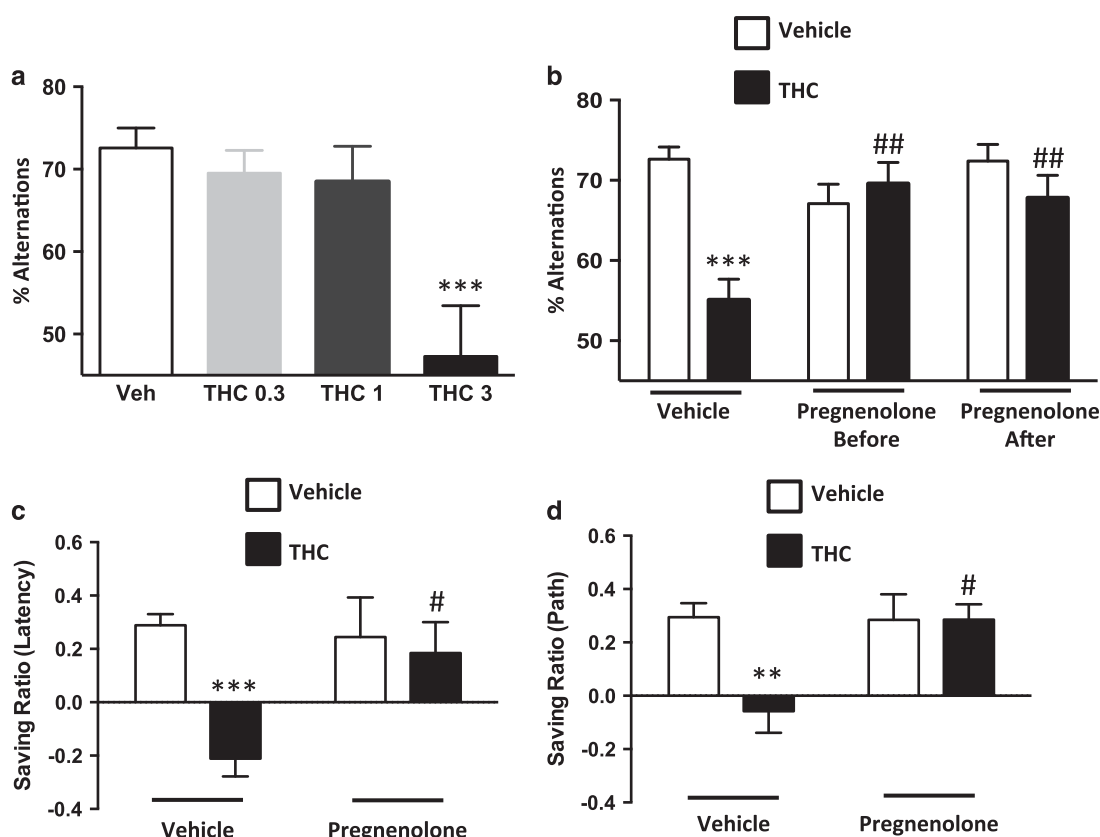 a
% Alternations
80
70
60
50
***
Veh
THC 0.3
THC 1
THC 3
b
Vehicle
THC
% Alternations
80
70
60
50
***
##
##
Vehicle
Pregnenolone
Before
Pregnenolone
After
c
Vehicle
THC
Saving Ratio (Latency)
0.6
0.4
0.2
0.0
-0.2
-0.4
***
#
Vehicle
Pregnenolone
d
Vehicle
THC
Saving Ratio (Path)
0.6
0.4
0.2
0.0
-0.2
-0.4
**
#
Vehicle
Pregnenolone